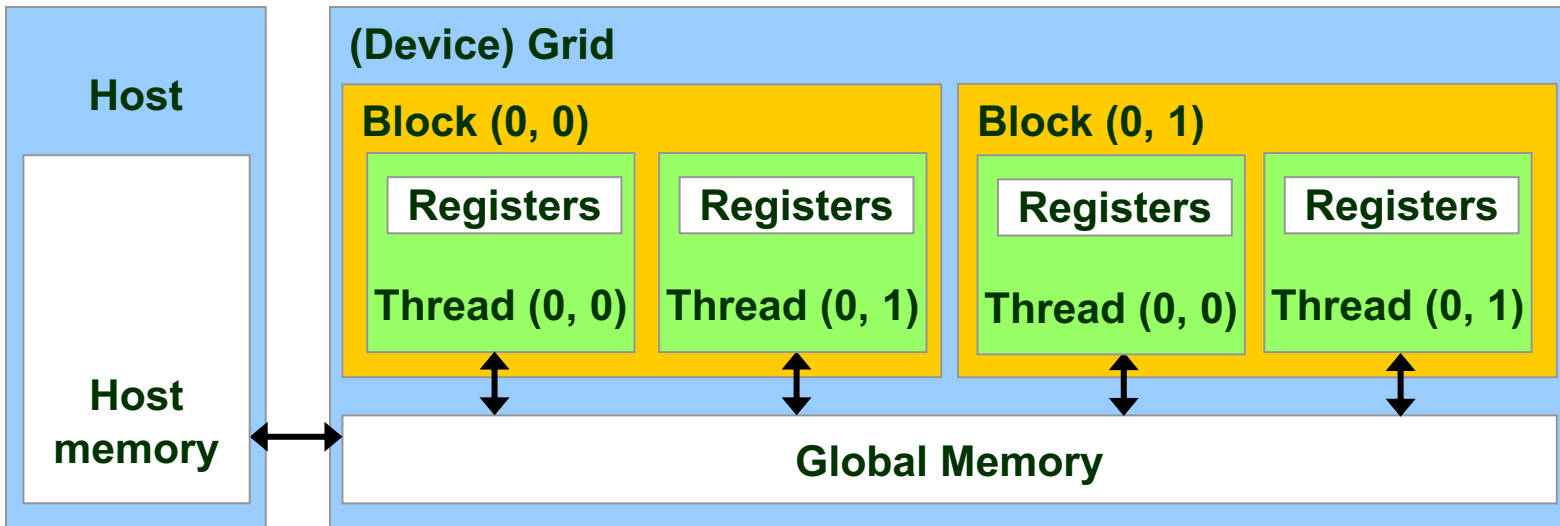 Host
Host
memory
(Device) Grid
Block (0, 0)
Registers
Thread (0, 0)
Registers
Thread (0, 1)
Block (0, 1)
Registers
Thread (0, 0)
Registers
Thread (0, 1)
Global Memory